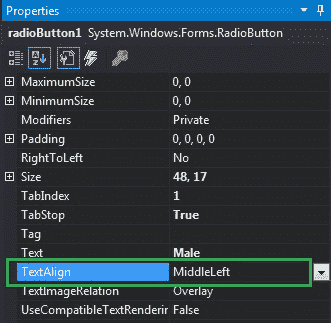 Properties
radioButton1 System.Windows.Forms.RadioButton
MaximumSize 0, 0
MinimumSize 0, 0
Modifiers Private
Padding 0, 0, 0, 0
RightToLeft No
Size 48, 17
TabIndex 1
TabStop True
Tag
Text Male
TextAlign MiddleLeft
TextImageRelation Overlay
UseCompatibleTextRenderin False